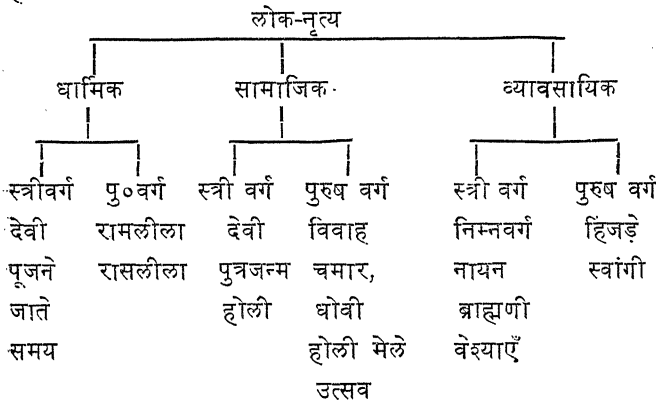 लोक-नृत्य
धार्मिक सामाजिक व्यावसायिक
स्त्रीवर्ग पु०वर्ग स्त्री वर्ग पुरुष वर्ग स्त्री वर्ग पुरुष वर्ग
देवी रामलीला देवी विवाह निम्नवर्ग हिंजड़े
पूजने रासलीला पुत्रजन्म चमार, नायन स्वांगी
जाते होली धोवी ब्राह्मणी
समय होली मेले वेश्याएँ
उत्सव